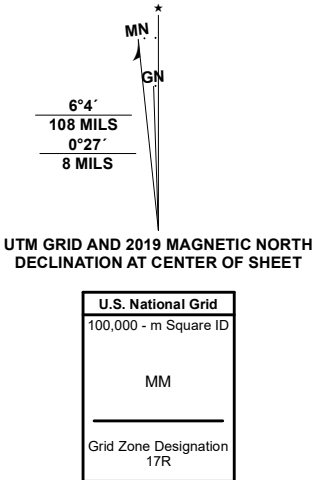 ★
MN
GN
6°4´
108 MILS
0°27´
8 MILS
UTM GRID AND 2019 MAGNETIC NORTH
DECLINATION AT CENTER OF SHEET
U.S. National Grid
100,000 - m Square ID
MM
Grid Zone Designation
17R